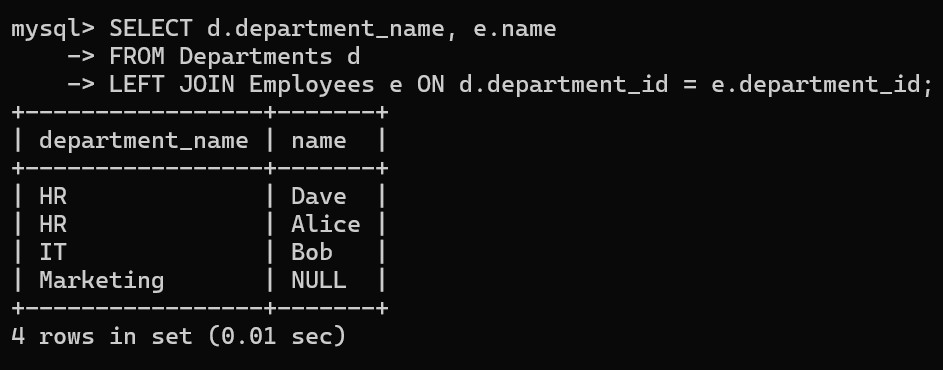 mysql> SELECT d.department_name, e.name
    -> FROM Departments d
    -> LEFT JOIN Employees e ON d.department_id = e.department_id;
+-----------------+-------+
| department_name | name  |
+-----------------+-------+
| HR              | Dave  |
| HR              | Alice |
| IT              | Bob   |
| Marketing       | NULL  |
+-----------------+-------+
4 rows in set (0.01 sec)